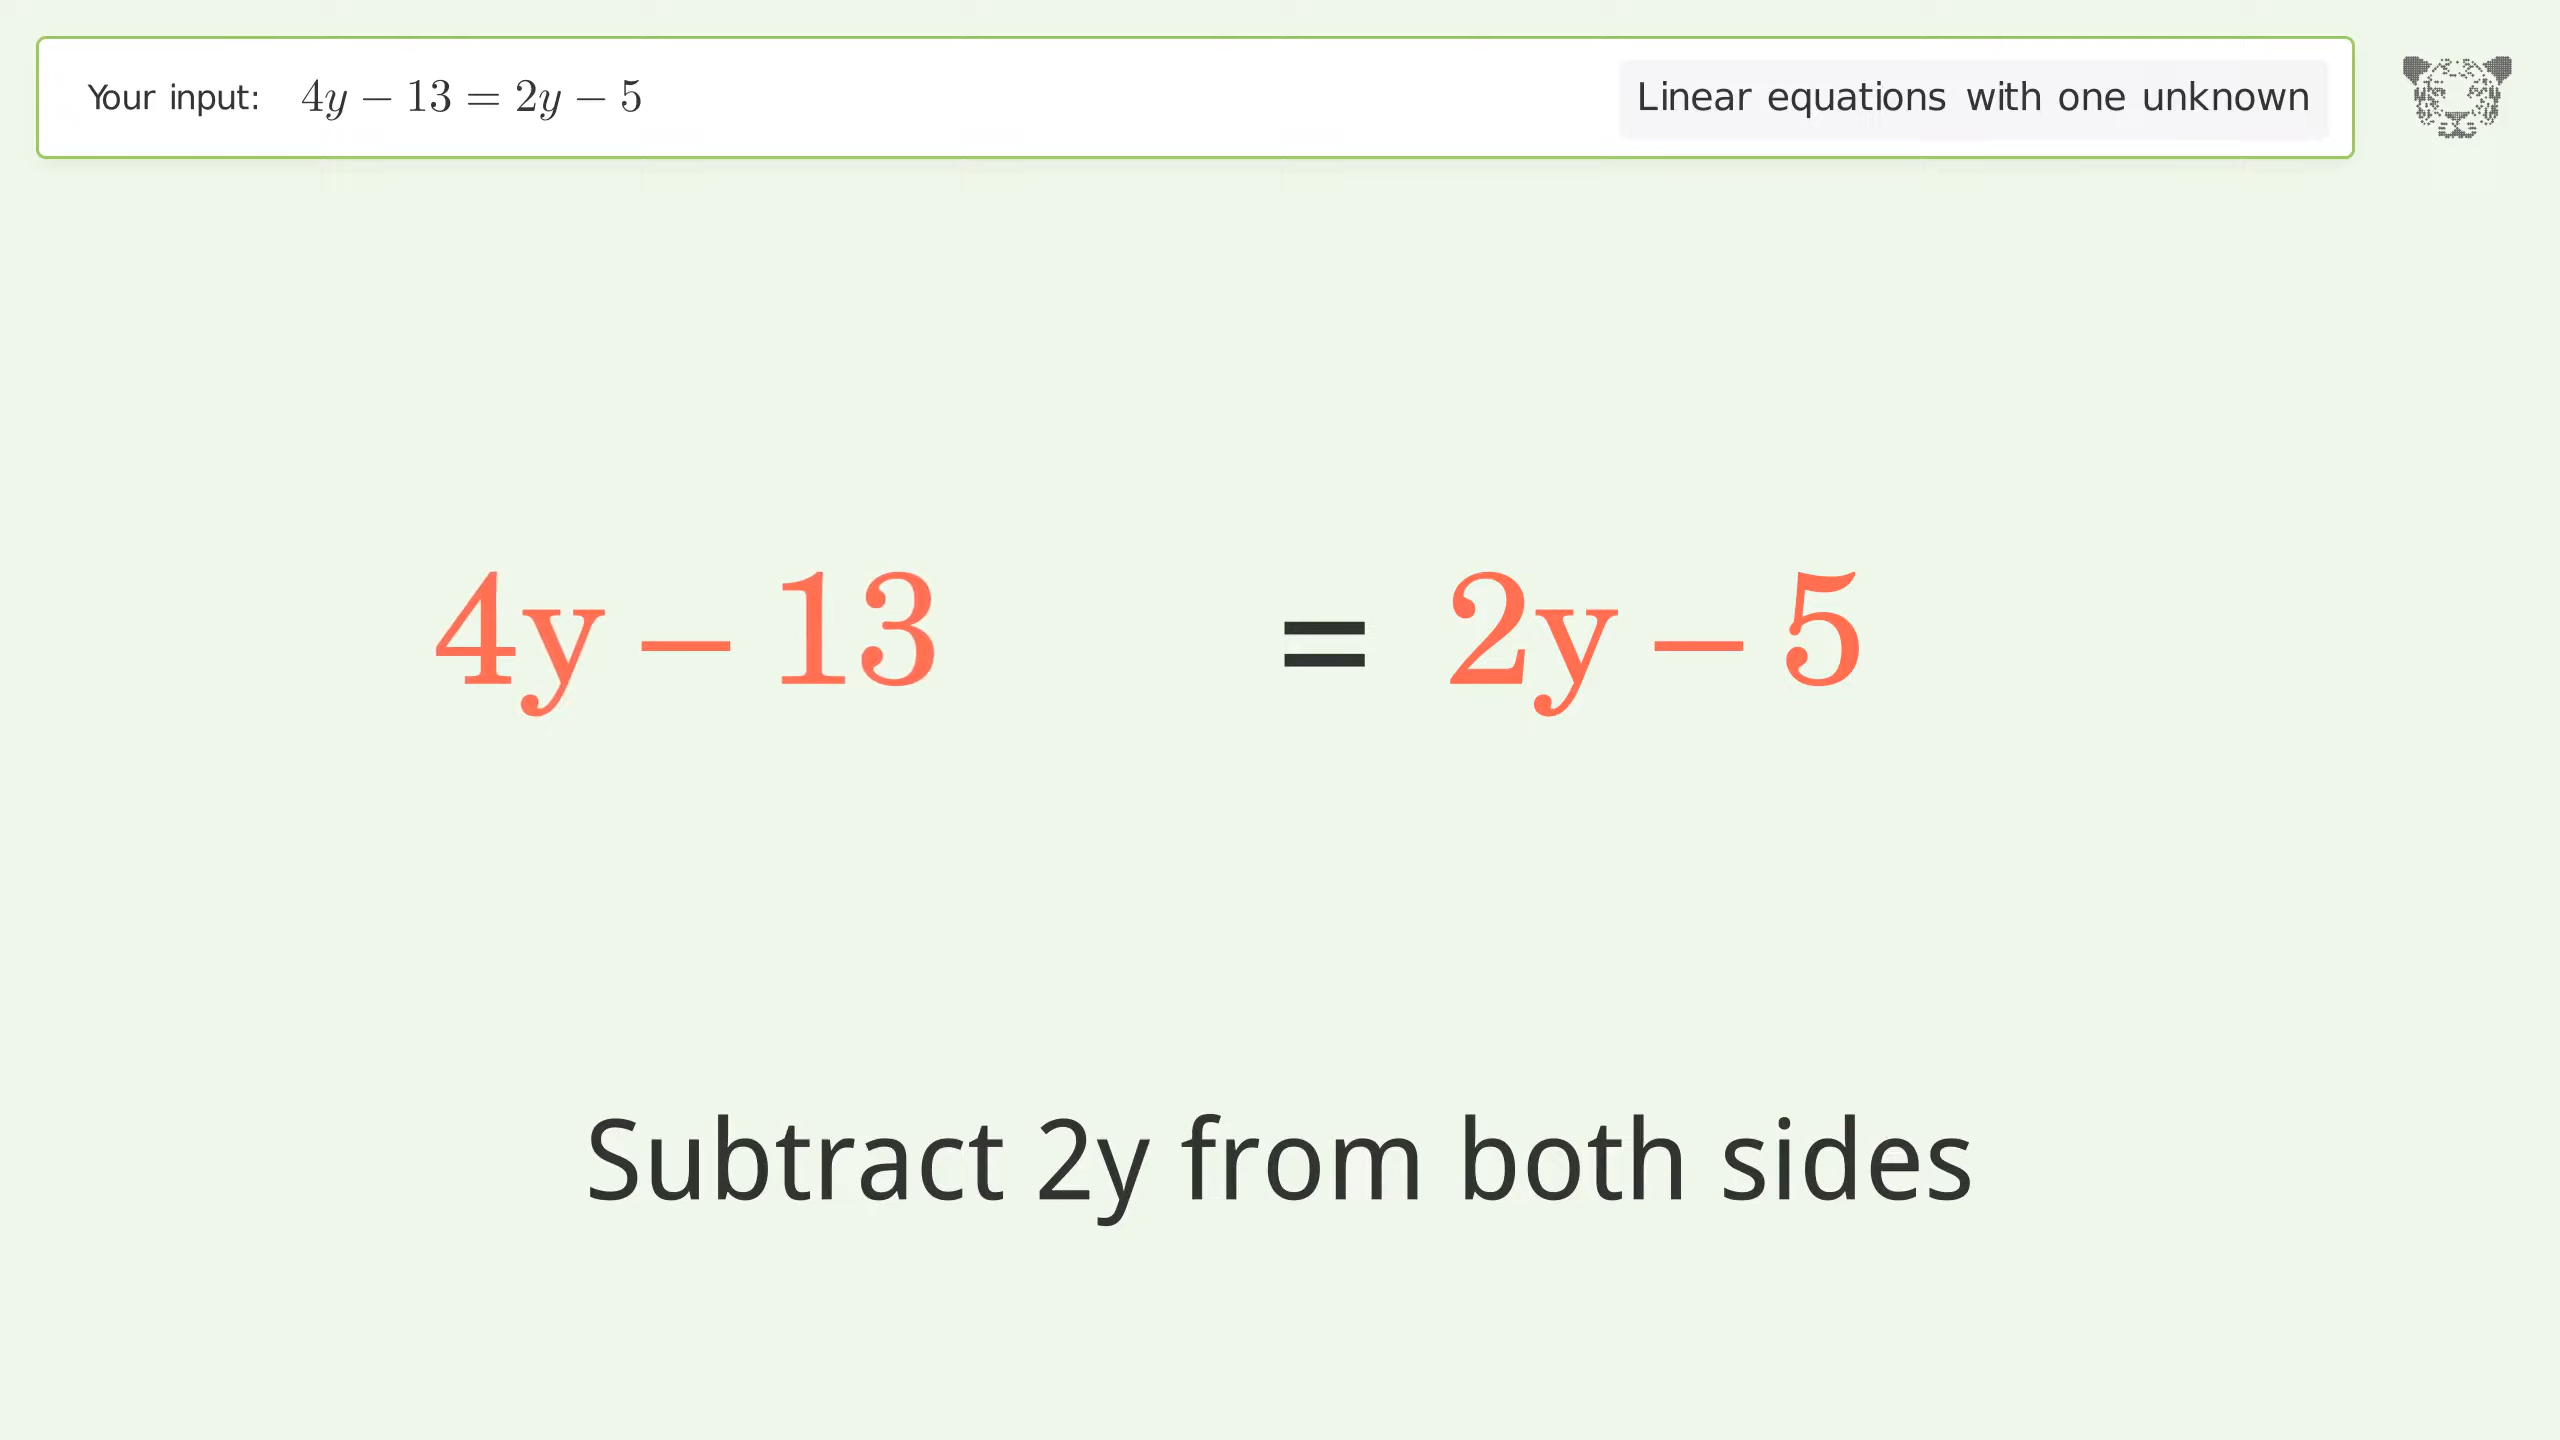 Your input: 4y − 13 = 2y − 5
Linear equations with one unknown
4y − 13 = 2y − 5
Subtract 2y from both sides